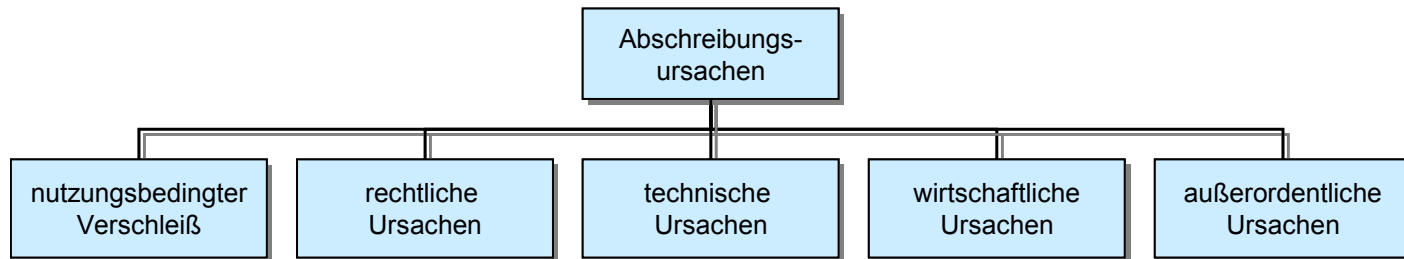 Abschreibungs-
ursachen
nutzungsbedingter
Verschleiß
rechtliche
Ursachen
technische
Ursachen
wirtschaftliche
Ursachen
außerordentliche
Ursachen